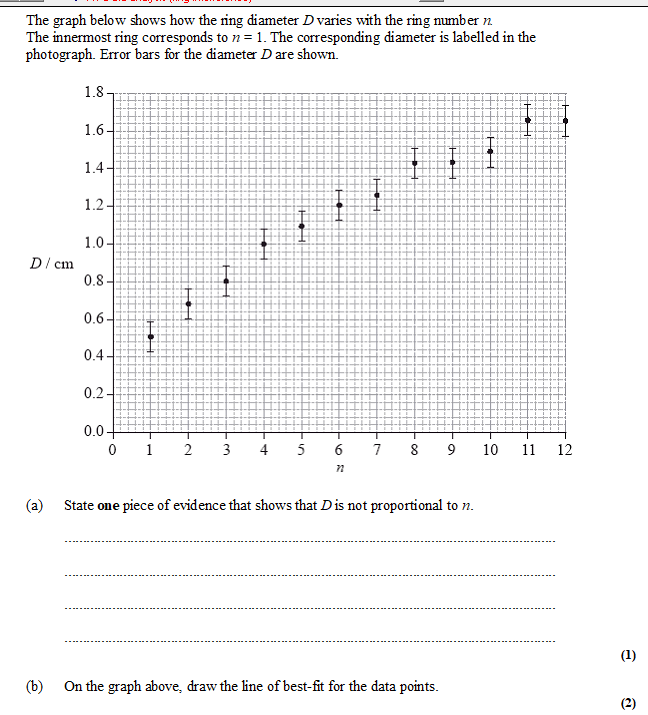 The graph below shows how the ring diameter D varies with the ring number n.
The innermost ring corresponds to n = 1. The corresponding diameter is labelled in the
photograph. Error bars for the diameter D are shown.
1.8
1.6
1.4
1.2
1.0
D / cm
0.8
0.6
0.4
0.2
0.0
0 1 2 3 4 5 6 7 8 9 10 11 12
n
(a) State one piece of evidence that shows that D is not proportional to n.
(1)
(b) On the graph above, draw the line of best-fit for the data points.
(2)